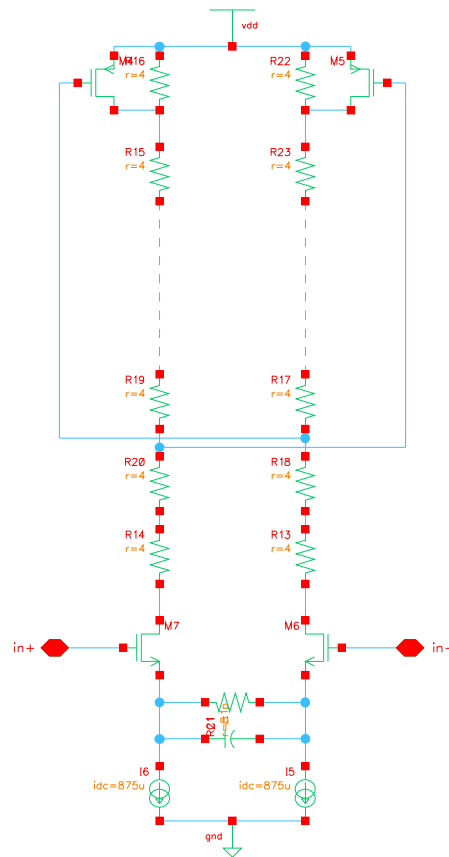 vdd
M4 R16 R22 M5
r=4 r=4
R15 R23
r=4 r=4
R19 R17
r=4 r=4
R20 R18
r=4 r=4
R14 R13
r=4 r=4
M7 M6
in+ in-
I6 I5
idc=875u idc=875u
gnd